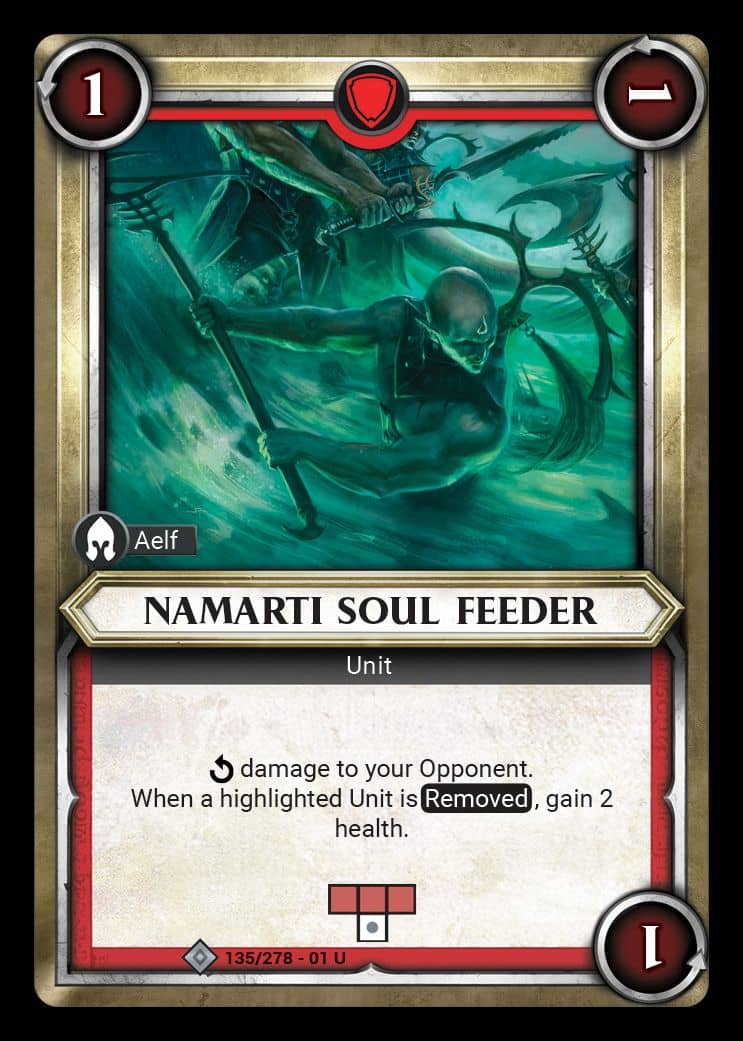 1
1
Aelf
NAMARTI SOUL FEEDER
Unit
damage to your Opponent.
When a highlighted Unit is Removed, gain 2
health.
135/278 - 01 U
1